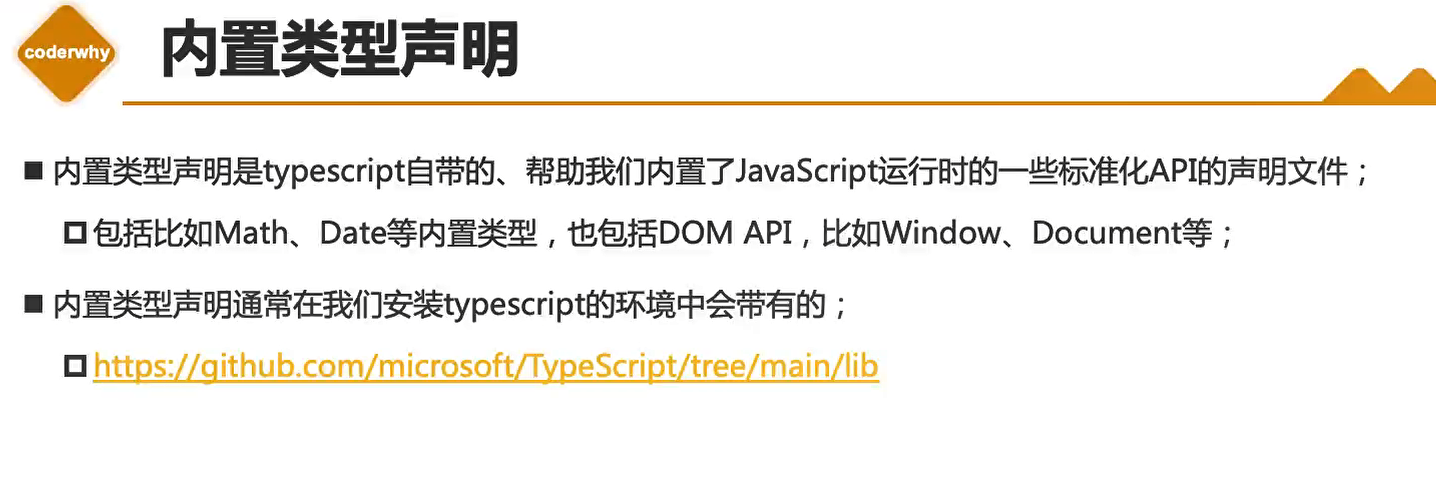 coderwhy
内置类型声明
内置类型声明是typescript自带的、帮助我们内置了JavaScript运行时的一些标准化API的声明文件；
包括比如Math、Date等内置类型，也包括DOM API，比如Window、Document等；
内置类型声明通常在我们安装typescript的环境中会带有的；
https://github.com/microsoft/TypeScript/tree/main/lib